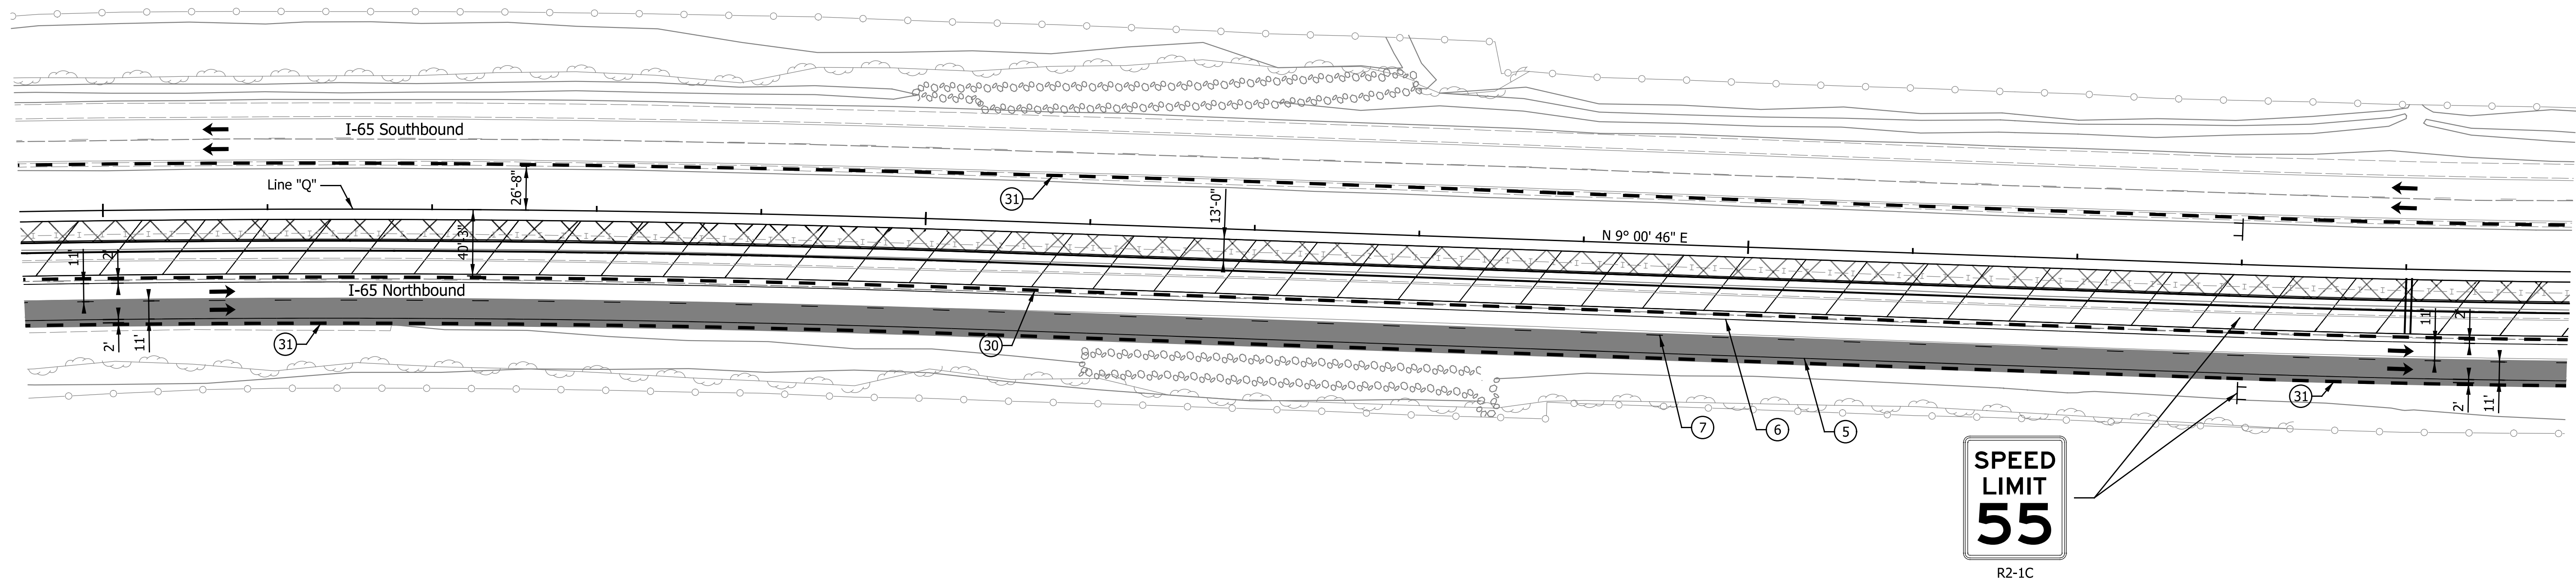 I-65 Southbound
Line "Q"
26'-8"
31
13'-0"
N 9° 00' 46" E
40'-3"
11'
2'
I-65 Northbound
2'
11'
31
30
7
6
5
11'
2'
31
2'
11'
SPEED
LIMIT
55
R2-1C